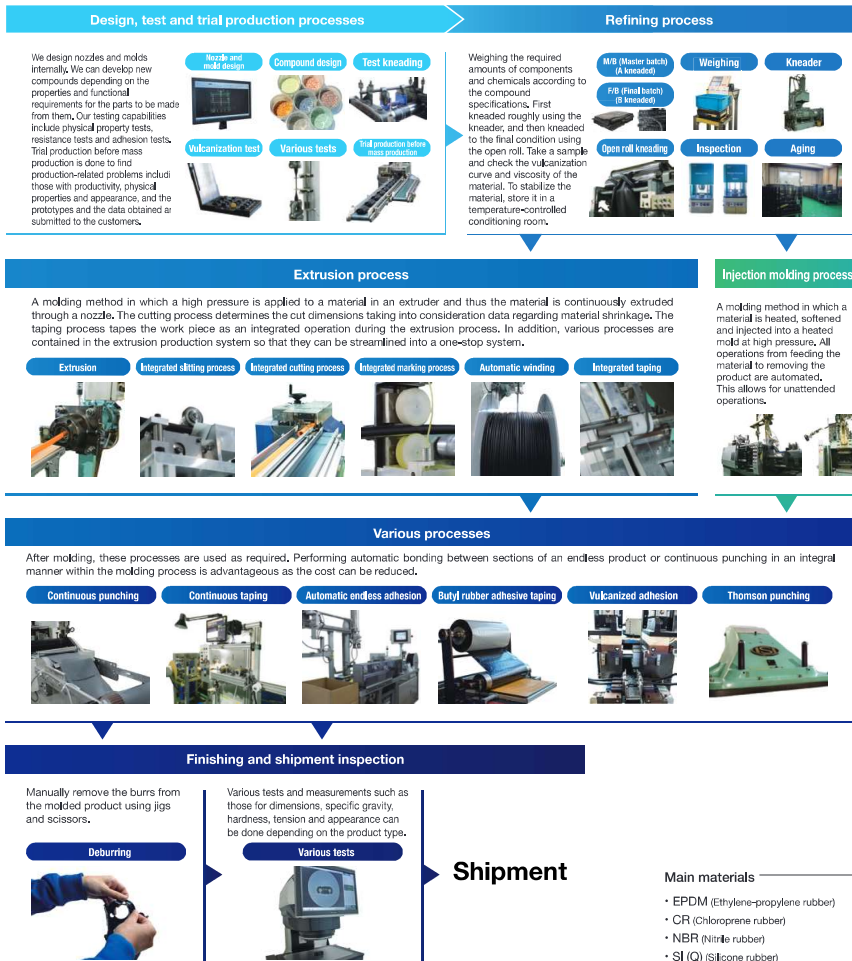 Design, test and trial production processes
We design nozzles and molds
internally. We can develop new
compounds depending on the
properties and functional
requirements for the parts to be made
from them. Our testing capabilities
include physical property tests,
resistance tests and adhesion tests.
Trial production before mass
production is done to find
production-related problems includi
those with productivity, physical
properties and appearance, and the
prototypes and the data obtained ar
submitted to the customers.
Nozzle and
mold design
Compound design
Test kneading
Vulcanization test
Various tests
Trial production before
mass production
Refining process
Weighing the required
amounts of components
and chemicals according to
the compound
specifications. First
kneaded roughly using the
kneader, and then kneaded
to the final condition using
the open roll. Take a sample
and check the vulcanization
curve and viscosity of the
material. To stabilize the
material, store it in a
temperature-controlled
conditioning room.
M/B (Master batch)
(A kneaded)
F/B (Final batch)
(B kneaded)
Weighing
Kneader
Open roll kneading
Inspection
Aging
Extrusion process
A molding method in which a high pressure is applied to a material in an extruder and thus the material is continuously extruded
through a nozzle. The cutting process determines the cut dimensions taking into consideration data regarding material shrinkage. The
taping process tapes the work piece as an integrated operation during the extrusion process. In addition, various processes are
contained in the extrusion production system so that they can be streamlined into a one-stop system.
Extrusion
Integrated slitting process
Integrated cutting process
Integrated marking process
Automatic winding
Integrated taping
Injection molding process
A molding method in which a
material is heated, softened
and injected into a heated
mold at high pressure. All
operations from feeding the
material to removing the
product are automated.
This allows for unattended
operations.
Various processes
After molding, these processes are used as required. Performing automatic bonding between sections of an endless product or continuous punching in an integral
manner within the molding process is advantageous as the cost can be reduced.
Continuous punching
Continuous taping
Automatic endless adhesion
Butyl rubber adhesive taping
Vulcanized adhesion
Thomson punching
Finishing and shipment inspection
Manually remove the burrs from
the molded product using jigs
and scissors.
Deburring
Various tests and measurements such as
those for dimensions, specific gravity,
hardness, tension and appearance can
be done depending on the product type.
Various tests
Shipment
Main materials
• EPDM (Ethylene-propylene rubber)
• CR (Chloroprene rubber)
• NBR (Nitrile rubber)
• SI (Q) (Silicone rubber)